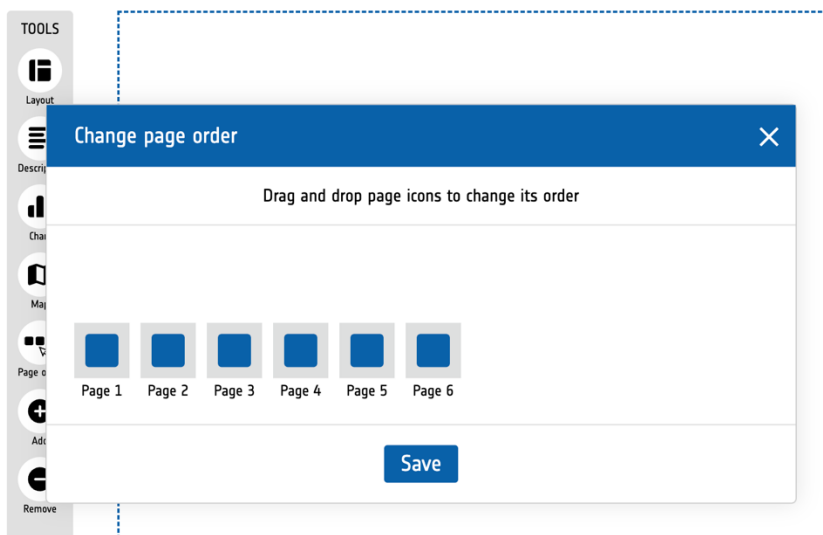 TOOLS
Layout
Change page order
Drag and drop page icons to change its order
Page 1 Page 2 Page 3 Page 4 Page 5 Page 6
Save
Remove